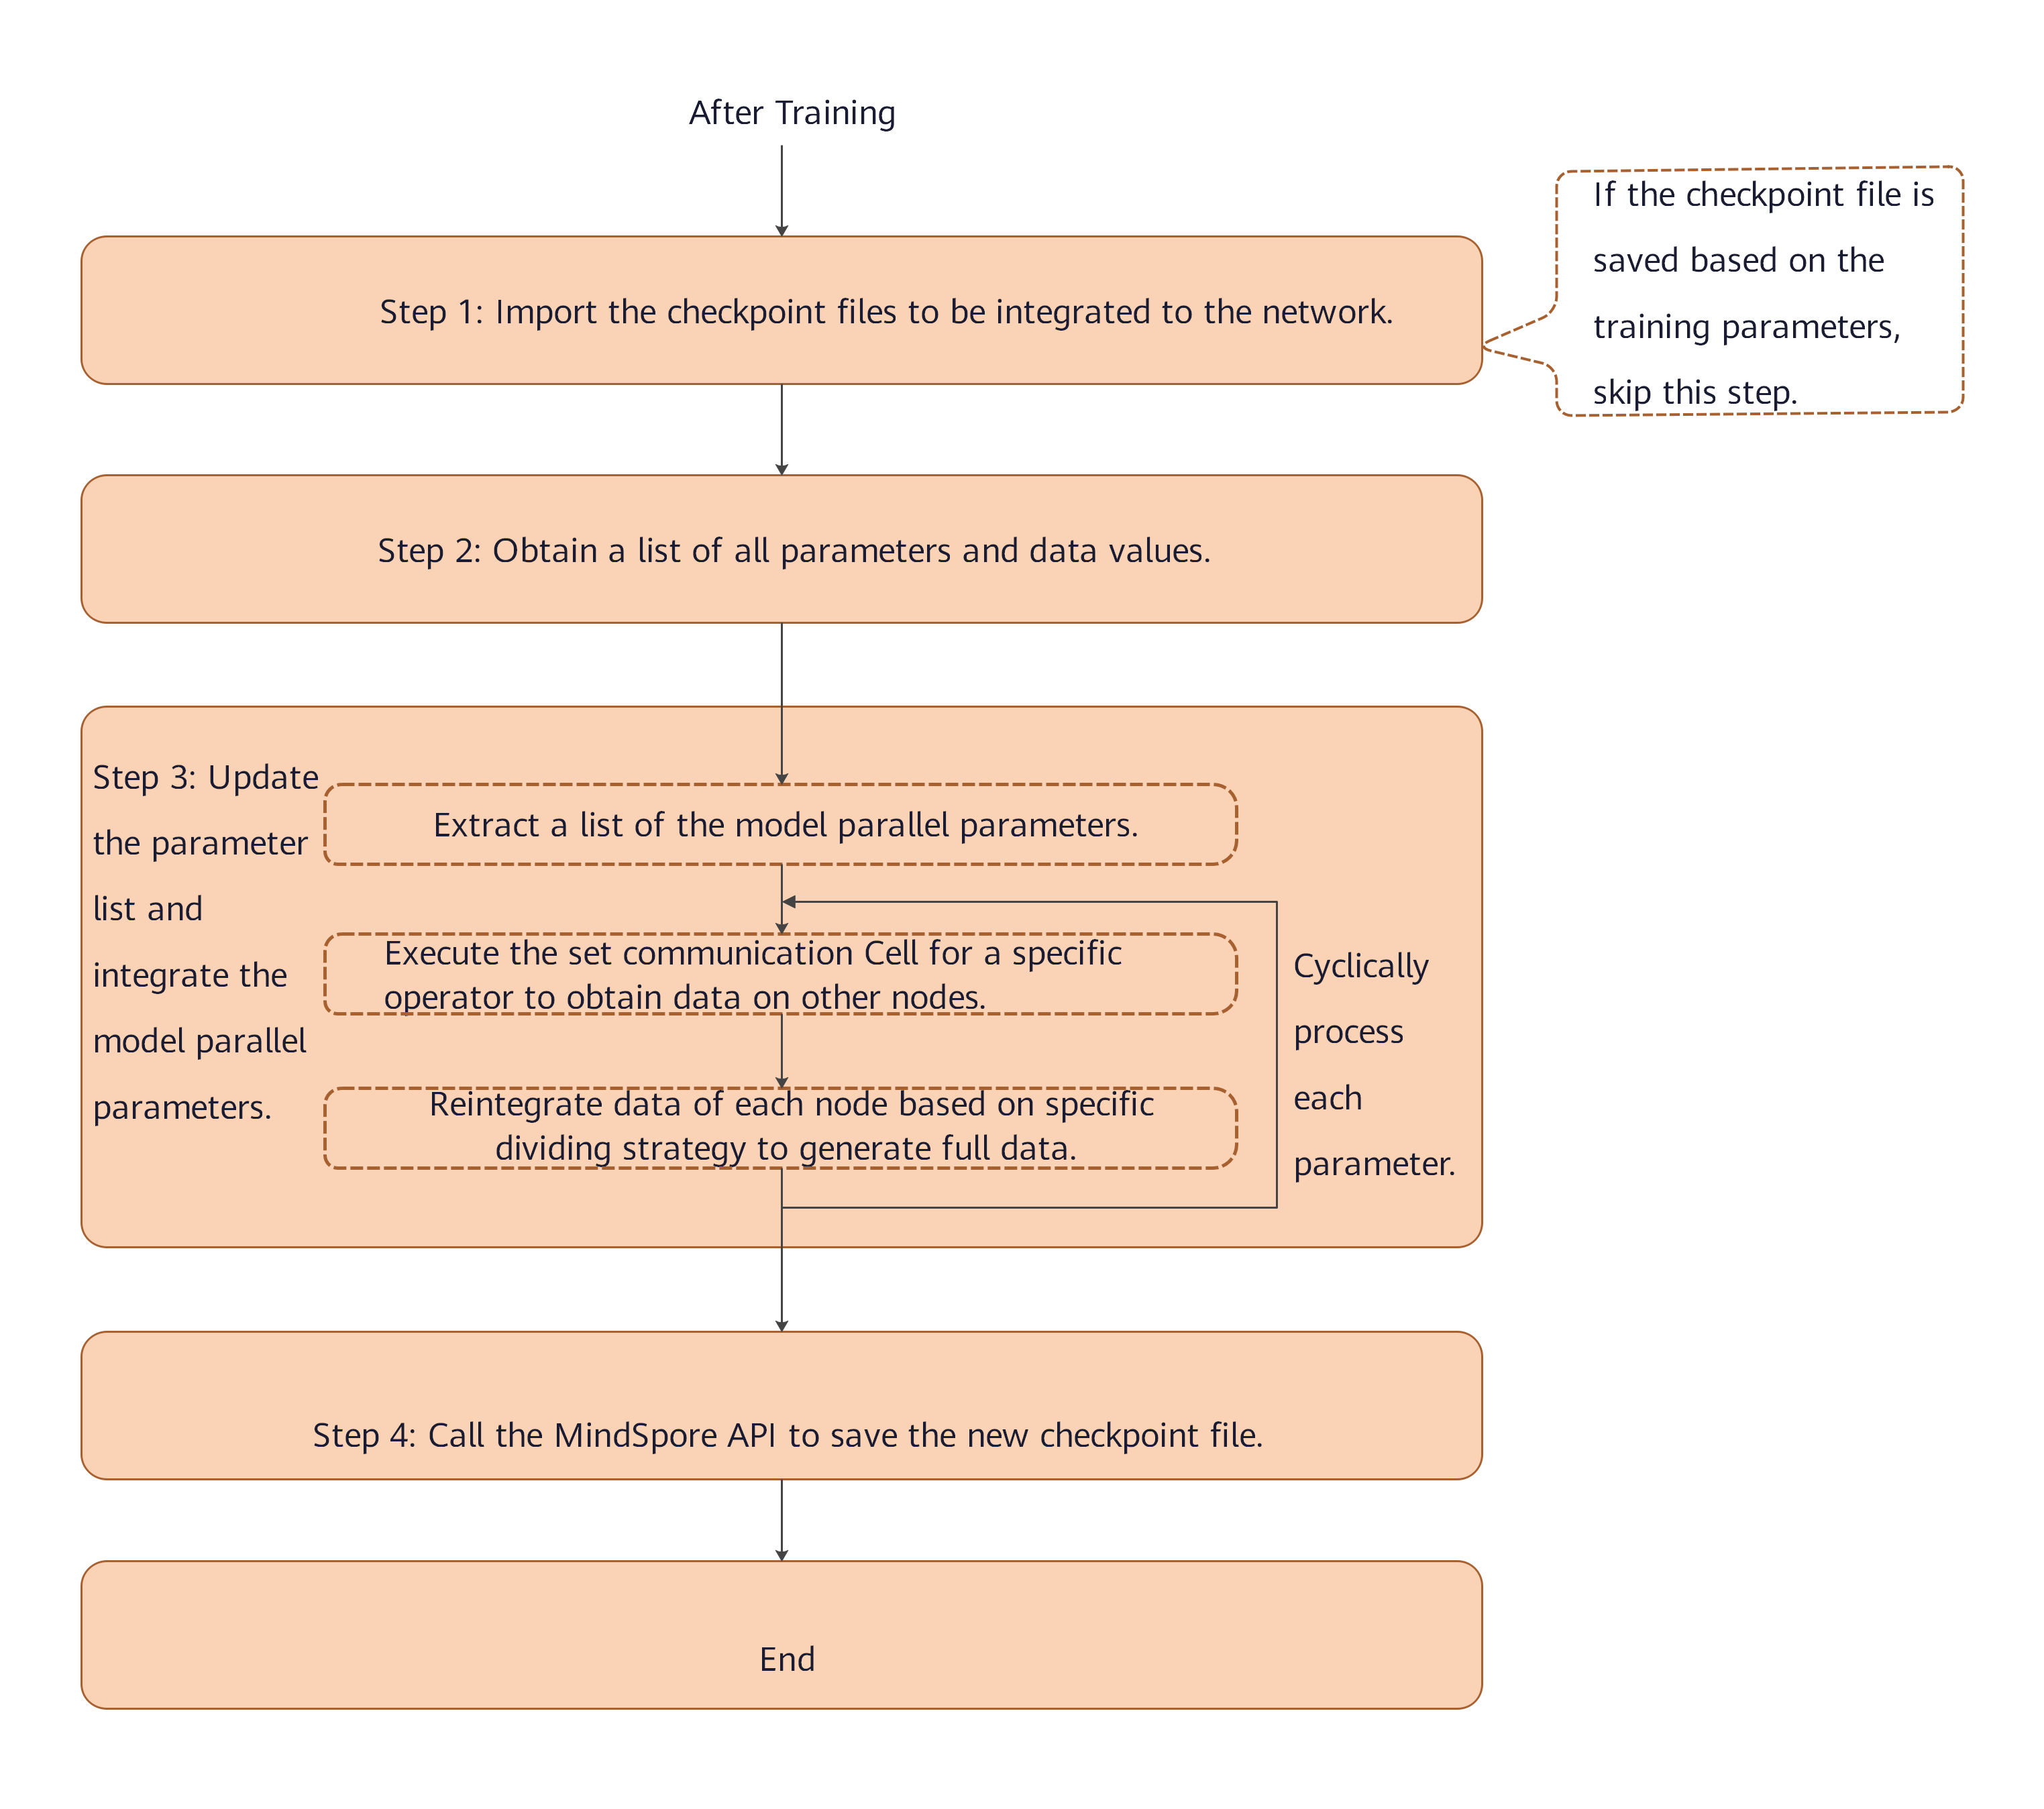 After Training
If the checkpoint file is
saved based on the
training parameters,
skip this step.
Step 1: Import the checkpoint files to be integrated to the network.
Step 2: Obtain a list of all parameters and data values.
Step 3: Update
the parameter
list and
integrate the
model parallel
parameters.
Extract a list of the model parallel parameters.
Execute the set communication Cell for a specific
operator to obtain data on other nodes.
Reintegrate data of each node based on specific
dividing strategy to generate full data.
Cyclically
process
each
parameter.
Step 4: Call the MindSpore API to save the new checkpoint file.
End